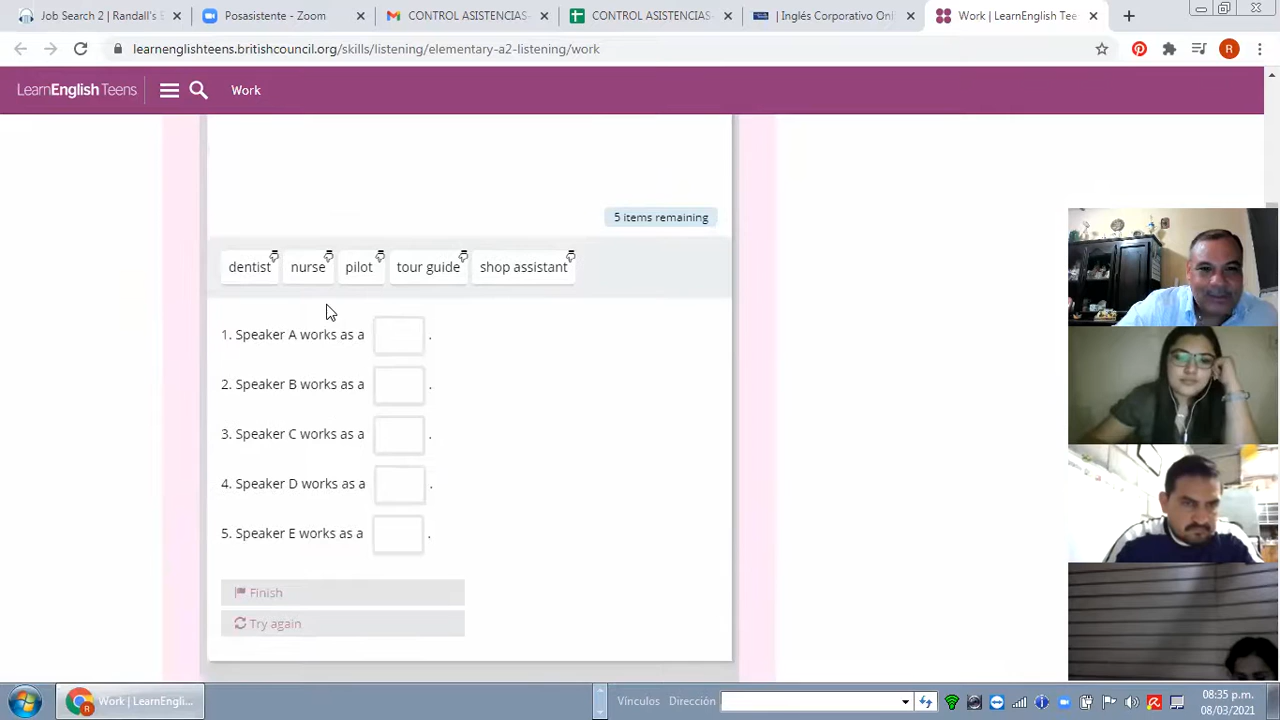 Job Search 2 | Randall's E
Posasistente - Zoom
CONTROL ASISTENCIAS-
CONTROL ASISTENCIAS-
| Inglés Corporativo Onl
Work | LearnEnglish Tee
learnenglishteens.britishcouncil.org/skills/listening/elementary-a2-listening/work
R
LearnEnglish Teens
Work
5 items remaining
dentist
nurse
pilot
tour guide
shop assistant
1. Speaker A works as a .
2. Speaker B works as a .
3. Speaker C works as a .
4. Speaker D works as a .
5. Speaker E works as a .
Finish
Try again
R
Work | LearnEngli...
Vínculos
Dirección
08:35 p.m.
08/03/2021